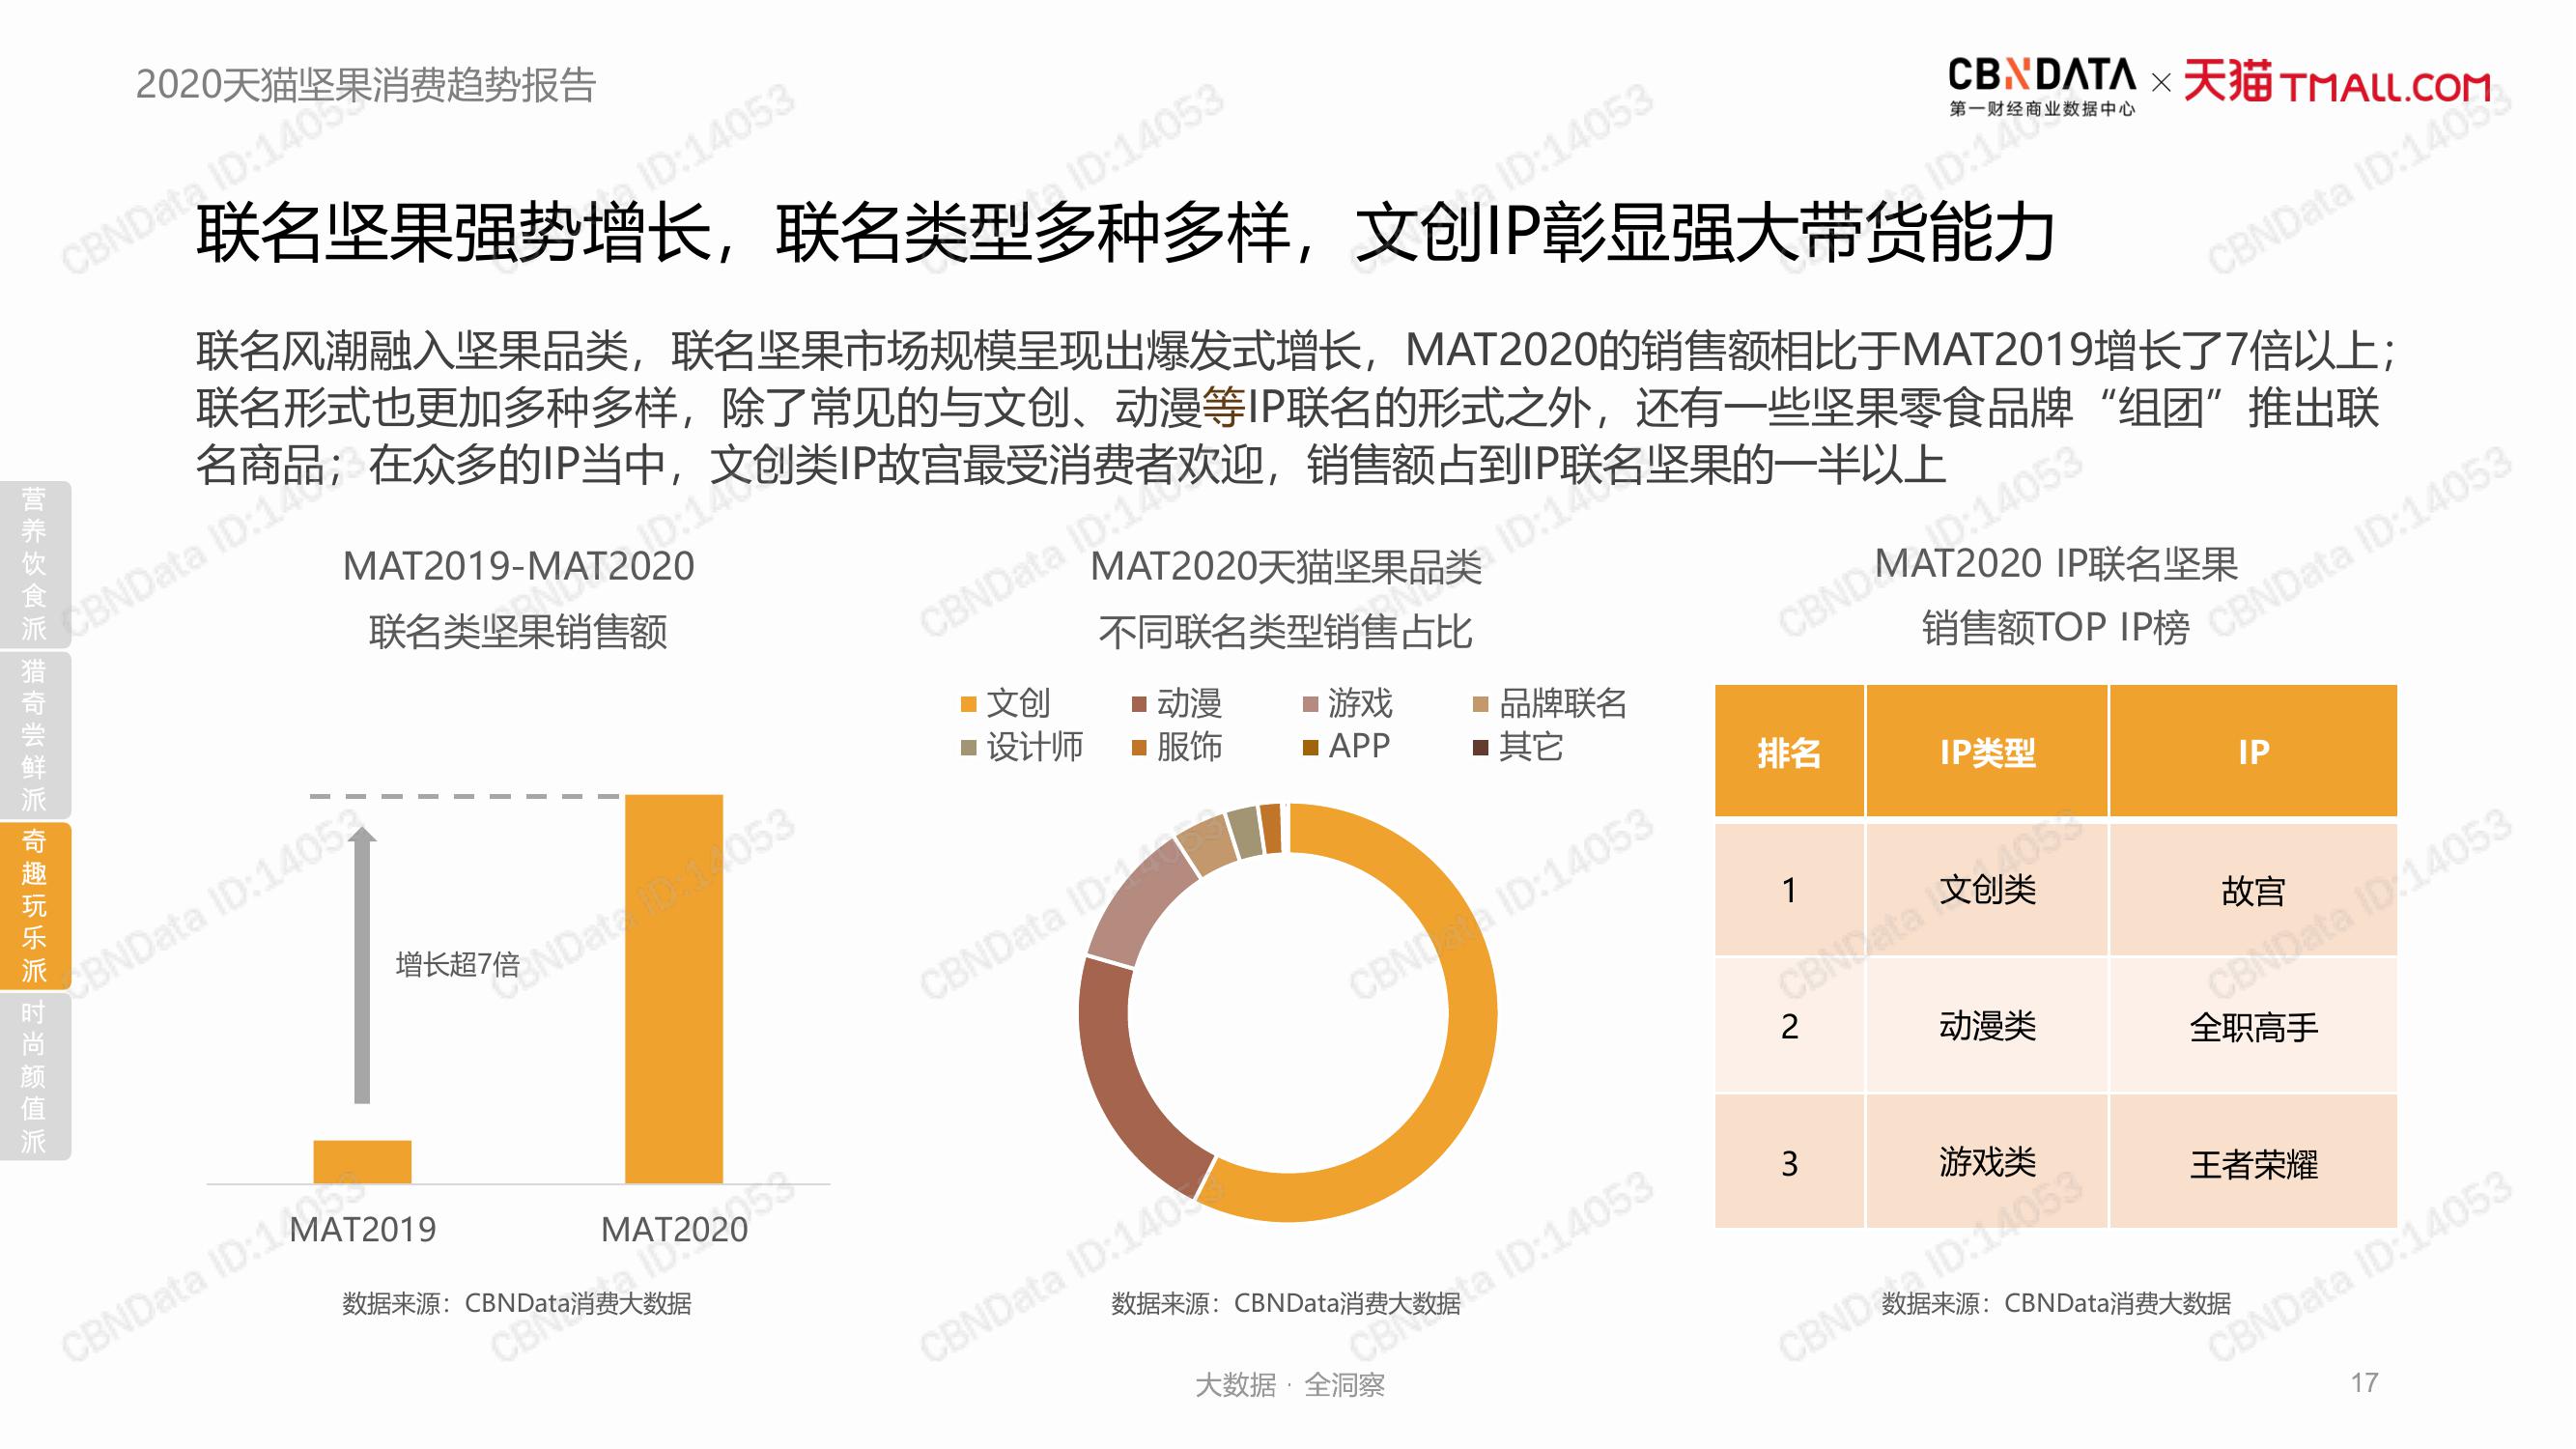 2020天猫坚果消费趋势报告
CBNDATA × 天猫 TMALL.COM
第一财经商业数据中心
联名坚果强势增长，联名类型多种多样，文创IP彰显强大带货能力
联名风潮融入坚果品类，联名坚果市场规模呈现出爆发式增长，MAT2020的销售额相比于MAT2019增长了7倍以上；
联名形式也更加多种多样，除了常见的与文创、动漫等IP联名的形式之外，还有一些坚果零食品牌“组团”推出联
名商品；在众多的IP当中，文创类IP故宫最受消费者欢迎，销售额占到IP联名坚果的一半以上
营养饮食派
猎奇尝鲜派
奇趣玩乐派
时尚颜值派
MAT2019-MAT2020
联名类坚果销售额
增长超7倍
MAT2019 MAT2020
数据来源：CBNData消费大数据
MAT2020天猫坚果品类
不同联名类型销售占比
文创 动漫 游戏 品牌联名
设计师 服饰 APP 其它
数据来源：CBNData消费大数据
MAT2020 IP联名坚果
销售额TOP IP榜
排名 IP类型 IP
1 文创类 故宫
2 动漫类 全职高手
3 游戏类 王者荣耀
数据来源：CBNData消费大数据
大数据 · 全洞察
17
CBNData ID:14053